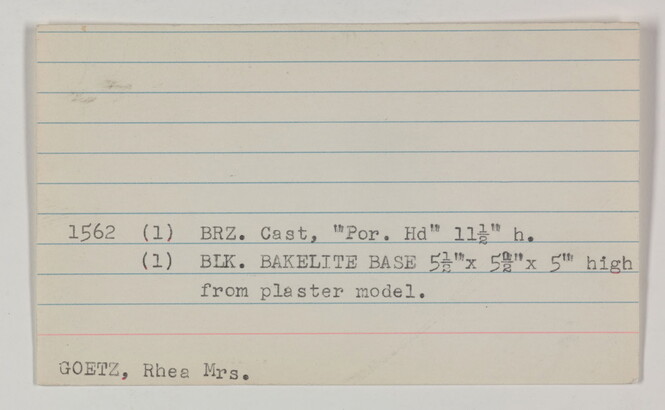 1562 (1) BRZ. Cast, "Por. Hd" 11½" h.
(1) BLK. BAKELITE BASE 5½"x 5½"x 5" high
from plaster model.
GOETZ, Rhea Mrs.